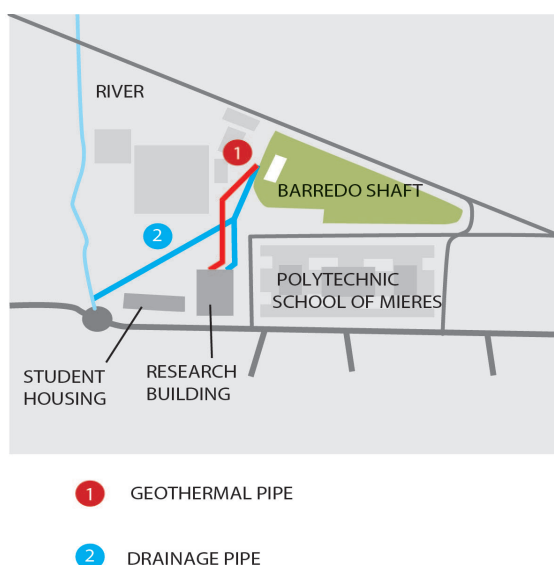 RIVER
1
BARREDO SHAFT
2
POLYTECHNIC
SCHOOL OF MIERES
STUDENT
HOUSING
RESEARCH
BUILDING
1 GEOTHERMAL PIPE
2 DRAINAGE PIPE